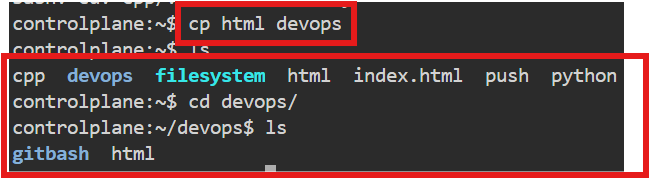 controlplane:~$ cp html devops
controlplane:~$ ls
cpp devops filesystem html index.html push python
controlplane:~$ cd devops/
controlplane:~/devops$ ls
gitbash html